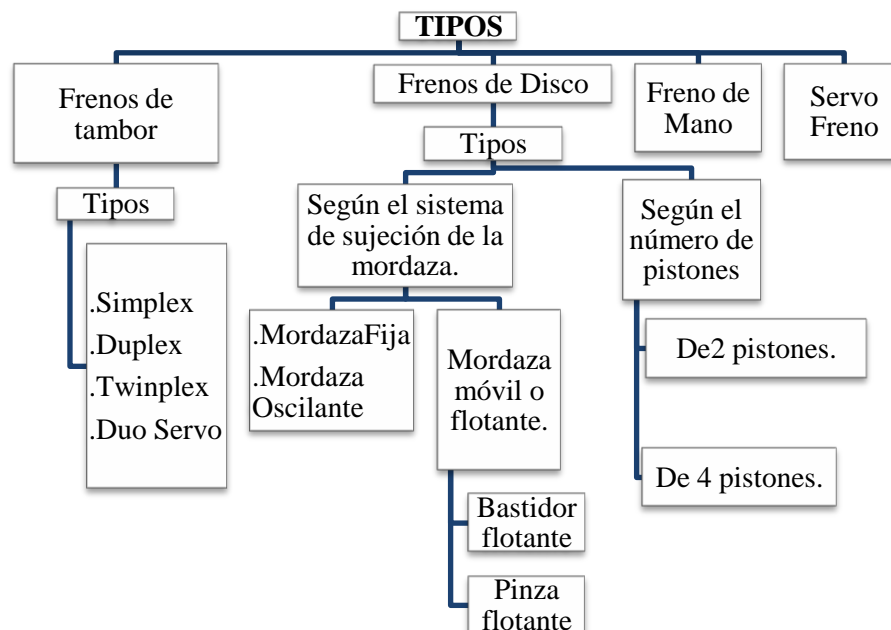 TIPOS
Frenos de
tambor
Frenos de Disco
Freno de
Mano
Servo
Freno
Tipos
Tipos
Según el sistema
de sujeción de la
mordaza.
Según el
número de
pistones
.Simplex
.Duplex
.Twinplex
.Duo Servo
.MordazaFija
.Mordaza
Oscilante
Mordaza
móvil o
flotante.
De2 pistones.
De 4 pistones.
Bastidor
flotante
Pinza
flotante